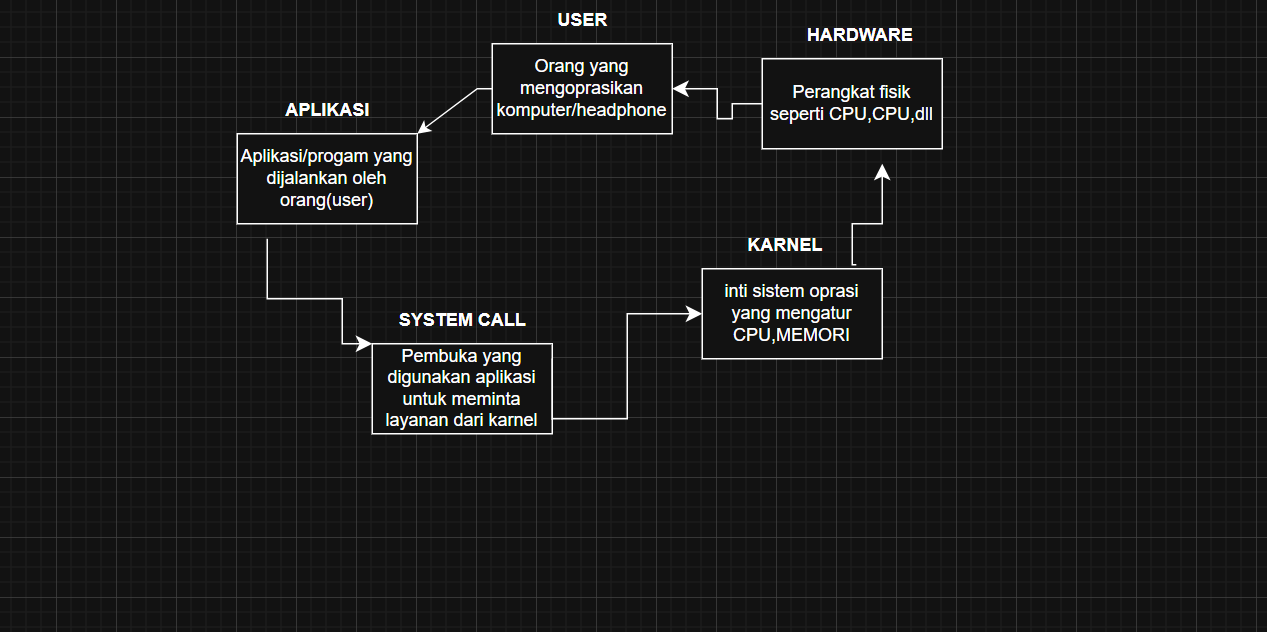 USER
Orang yang
mengoprasikan
komputer/headphone
HARDWARE
Perangkat fisik
seperti CPU,CPU,dll
APLIKASI
Aplikasi/progam yang
dijalankan oleh
orang(user)
KARNEL
inti sistem oprasi
yang mengatur
CPU,MEMORI
SYSTEM CALL
Pembuka yang
digunakan aplikasi
untuk meminta
layanan dari karnel